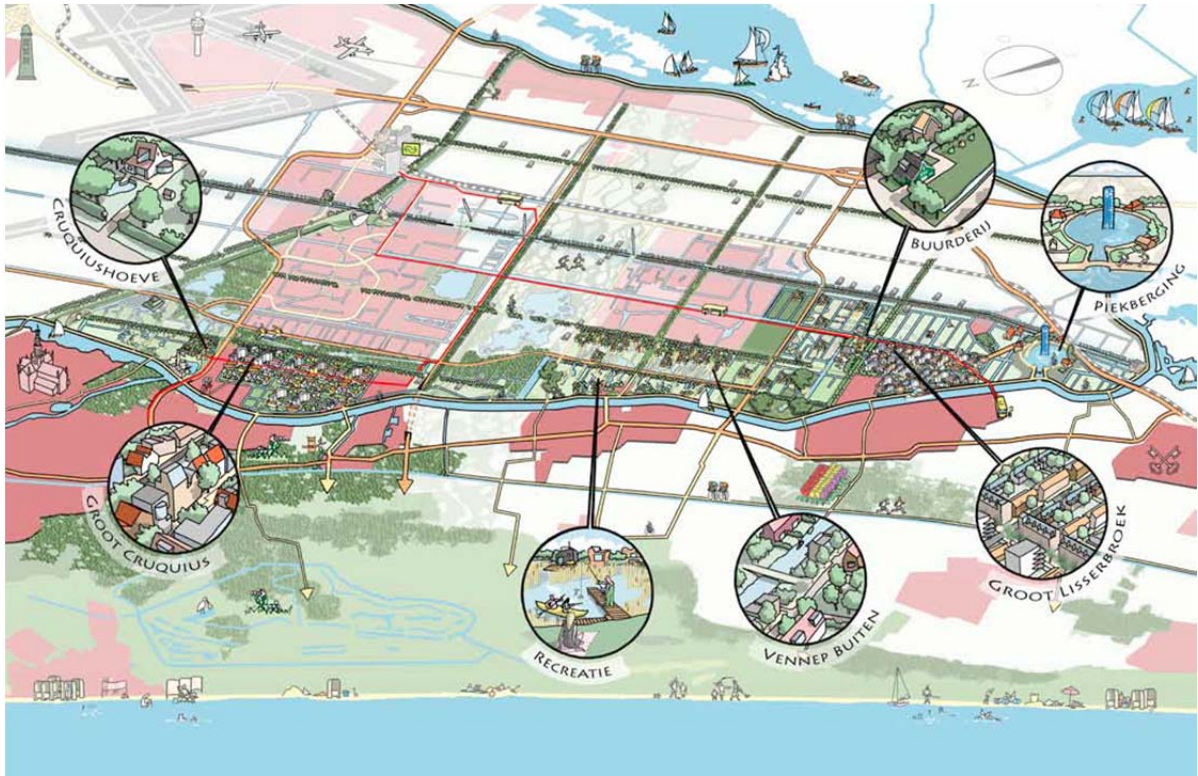 N
CRUQUIUSHOEVE
BUURDERIJ
PIEKBERGING
GROOT CRUQUIUS
RECREATIE
VENNEP BUITEN
GROOT LISSERBROEK